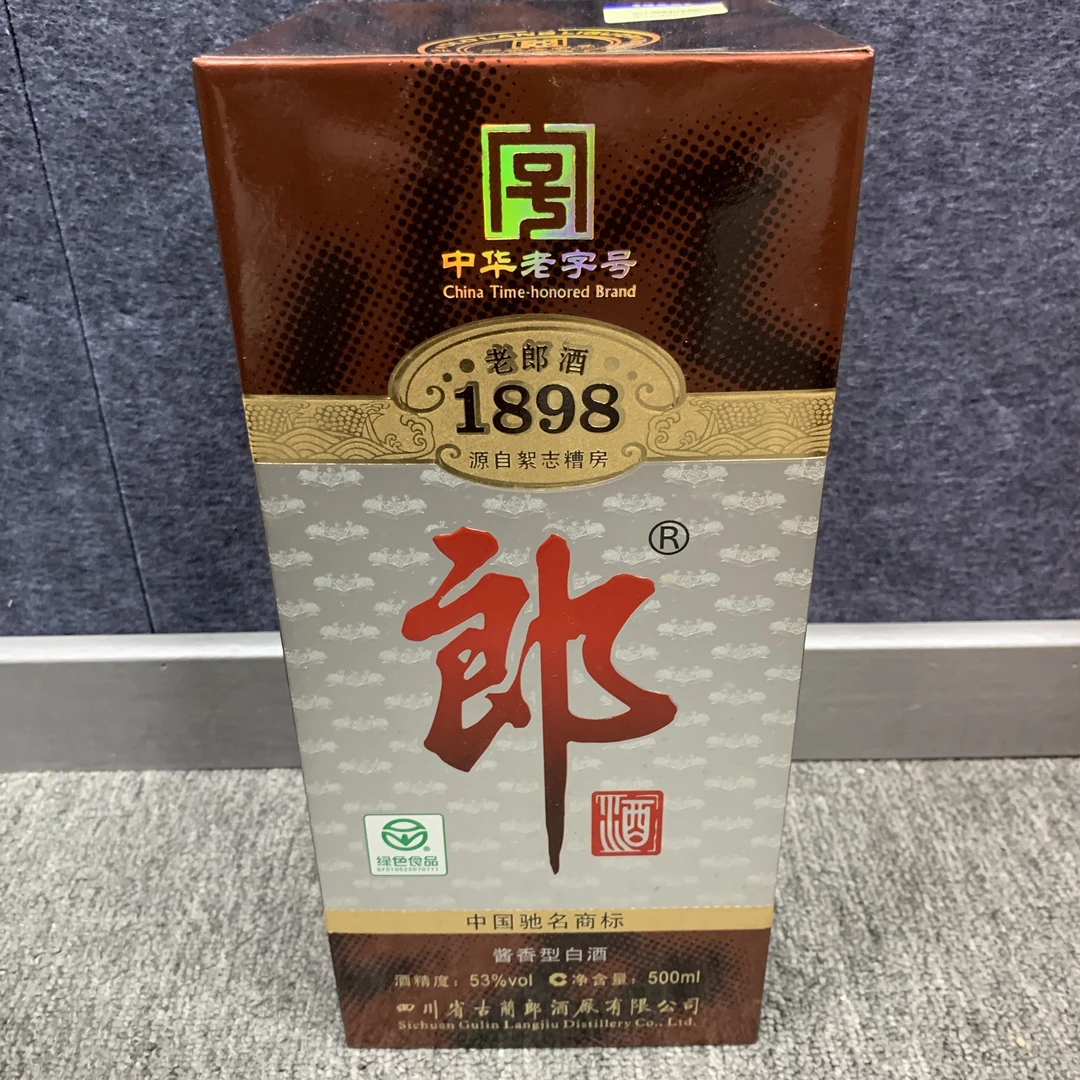 中华老字号
China Time-honored Brand
老郎酒
1898
源自絮志糟房
郎®
酒
绿色食品
中国驰名商标
酱香型白酒
酒精度：53%vol 净含量：500ml
四川省古蔺郎酒厂有限公司
Sichuan Gulin Langjiu Distillery Co., Ltd.